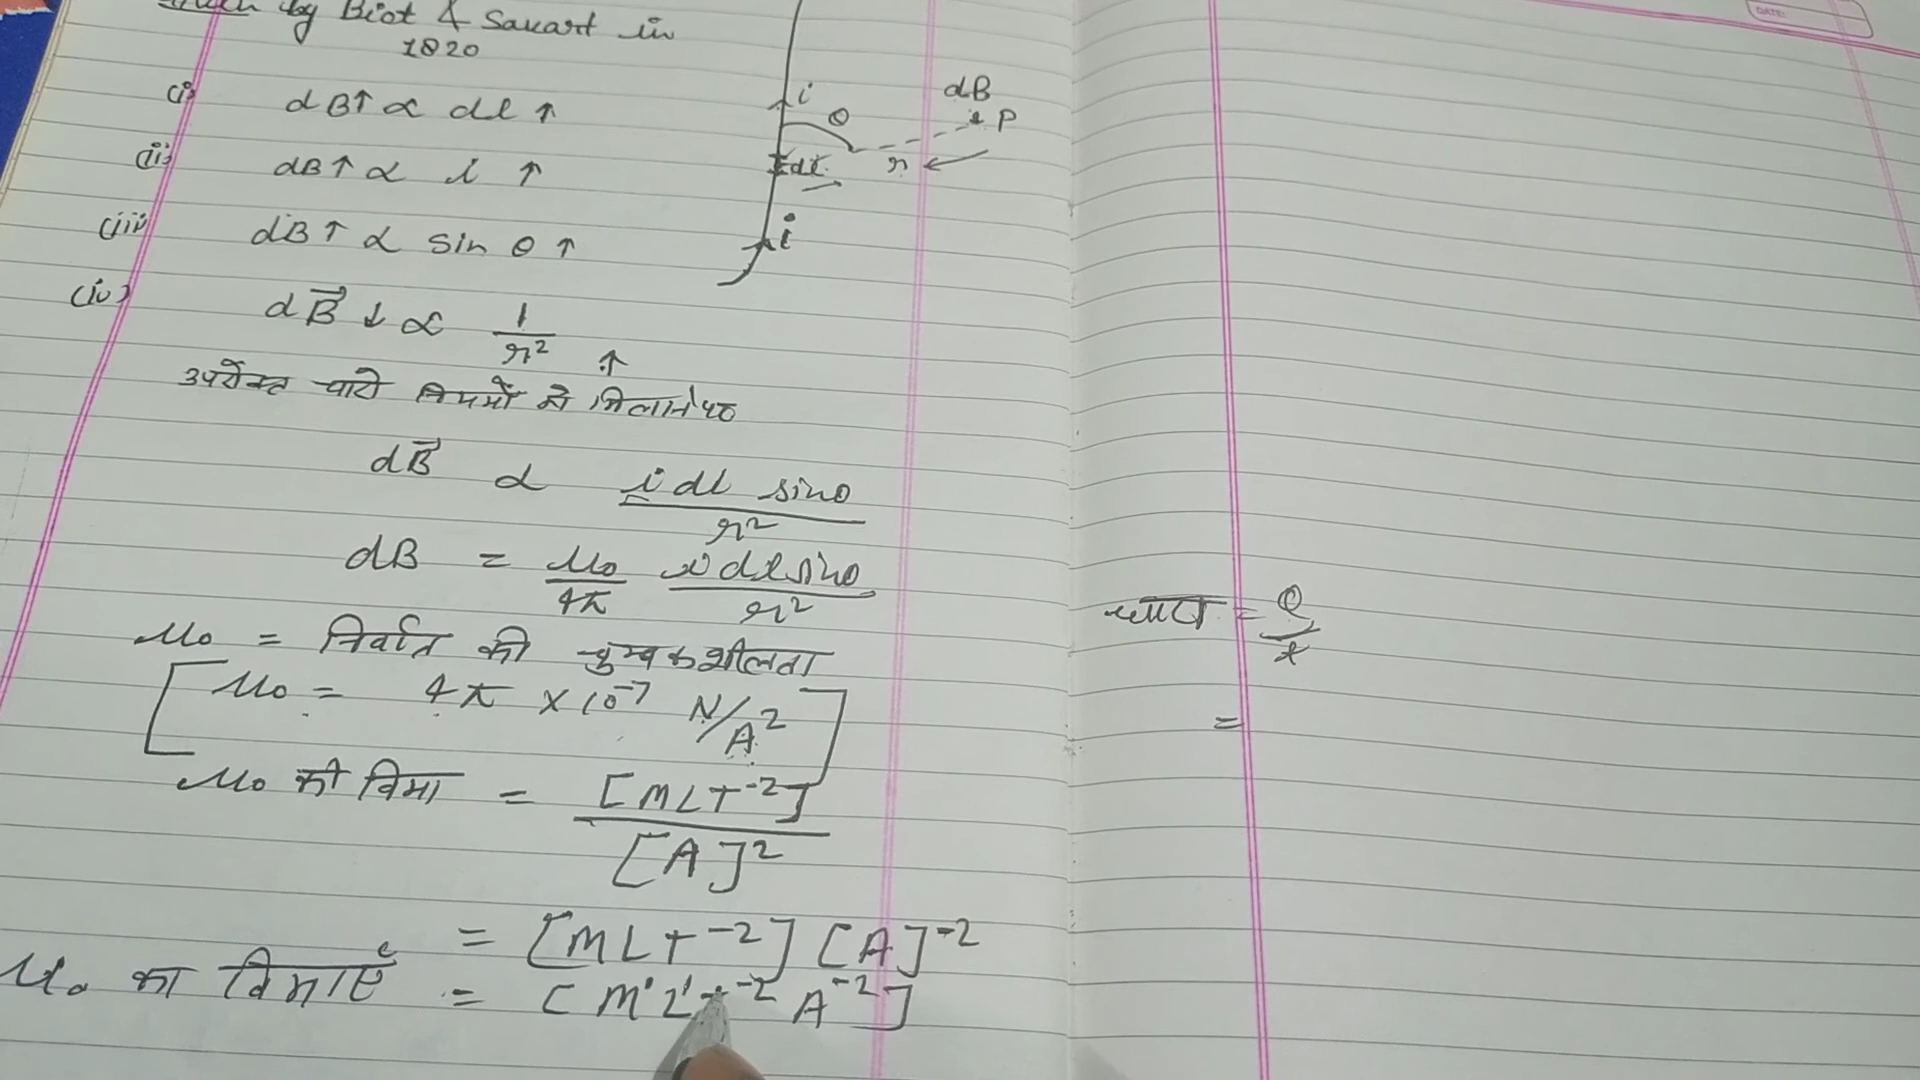 by Biot & Savart in
1820
(i) dB↑ ∝ dl ↑
(ii) dB↑ ∝ i ↑
(iii) dB↑ ∝ sin θ ↑
(iv) dB⃗ ↓ ∝ 1/r² ↑
उपरोक्त चारो नियमों को मिलाने पर
dB⃗ ∝ i dl sinθ / r²
dB = μ₀/4π i dl sinθ / r²
μ₀ = निर्वात की चुम्बकशीलता
[μ₀ = 4π × 10⁻⁷ N/A²]
μ₀ की विमा = [MLT⁻²] / [A]²
= [MLT⁻²] [A]⁻²
μ₀ का विमाएं = [M¹L¹T⁻² A⁻²]
i
θ
dB
P
dl
r
i
DATE:
= Q/t
=